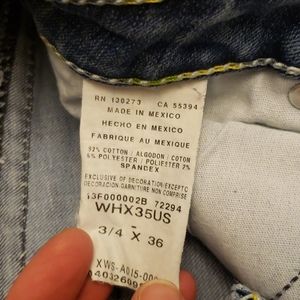 RN 130273 CA 55394
MADE IN MEXICO
HECHO EN MEXICO
FABRIQUE AU MEXIQUE
92% COTTON / ALGODON / COTON
6% POLYESTER / POLIESTER 2%
SPANDEX
EXCLUSIVE OF DECORATION-EXCEPTO
DECORACION-GARNITURE NON COMPRISE
13F000002B 72294
WHX35US
-
3/4 X 36